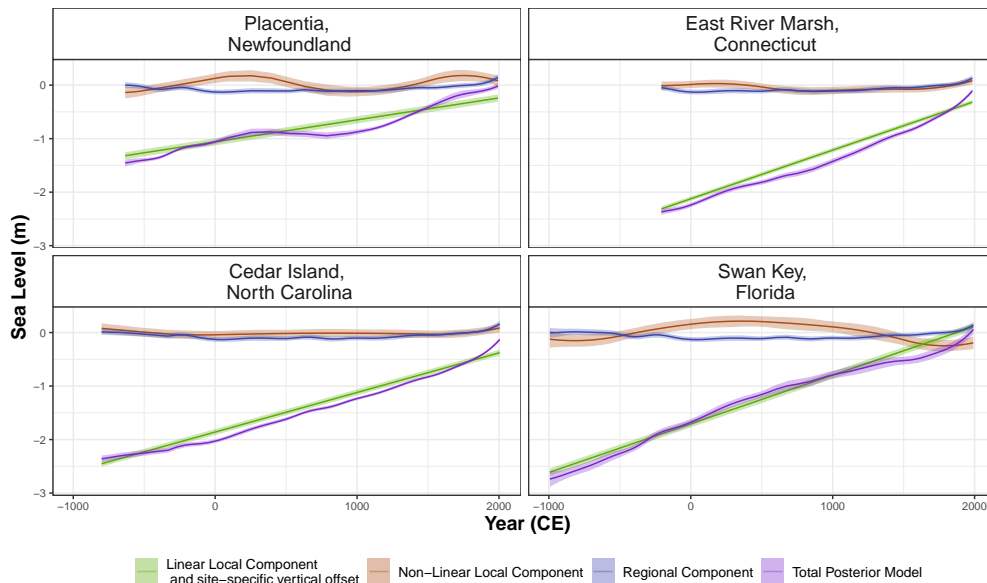 Placentia,
Newfoundland
East River Marsh,
Connecticut
0
−1
−2
−3
Cedar Island,
North Carolina
Swan Key,
Florida
0
−1
−2
−3
Sea Level (m)
−1000 0 1000 2000 −1000 0 1000 2000
Year (CE)
Linear Local Component
and site−specific vertical offset
Non−Linear Local Component
Regional Component
Total Posterior Model